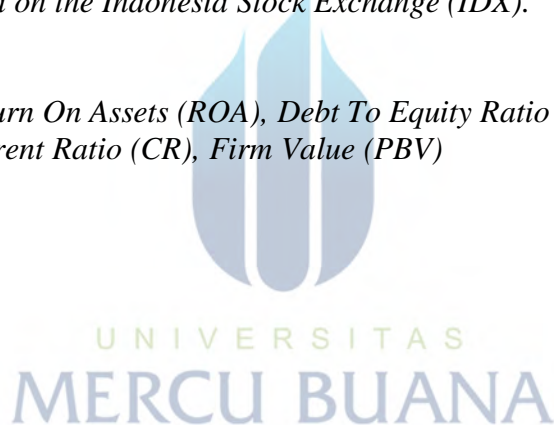 on the Indonesia Stock Exchange (IDX).
urn On Assets (ROA), Debt To Equity Ratio
rent Ratio (CR), Firm Value (PBV)
UNIVERSITAS
MERCU BUANA